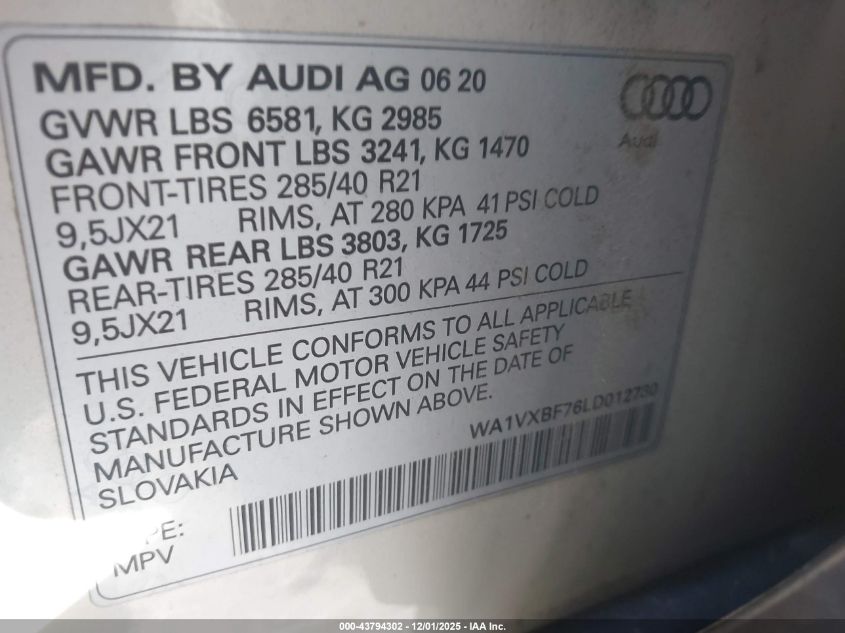 MFD. BY AUDI AG 06 20
GVWR LBS 6581, KG 2985
GAWR FRONT LBS 3241, KG 1470
FRONT-TIRES 285/40 R21
9,5JX21 RIMS, AT 280 KPA 41 PSI COLD
GAWR REAR LBS 3803, KG 1725
REAR-TIRES 285/40 R21
9,5JX21 RIMS, AT 300 KPA 44 PSI COLD
Audi
THIS VEHICLE CONFORMS TO ALL APPLICABLE
U.S. FEDERAL MOTOR VEHICLE SAFETY
STANDARDS IN EFFECT ON THE DATE OF
MANUFACTURE SHOWN ABOVE.
SLOVAKIA
WA1VXBF76LD012730
MPV
000-43794302 - 12/01/2025 - IAA Inc.